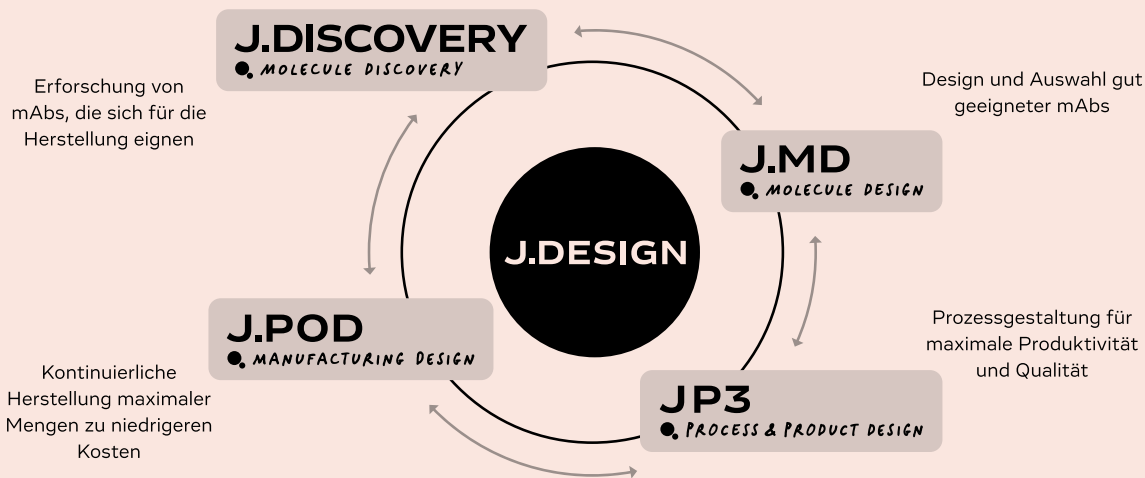 J.DISCOVERY
MOLECULE DISCOVERY
Erforschung von
mAbs, die sich für die
Herstellung eignen
Design und Auswahl gut
geeigneter mAbs
J.MD
MOLECULE DESIGN
J.DESIGN
J.POD
MANUFACTURING DESIGN
Prozessgestaltung für
maximale Produktivität
und Qualität
Kontinuierliche
Herstellung maximaler
Mengen zu niedrigeren
Kosten
JP3
PROCESS & PRODUCT DESIGN